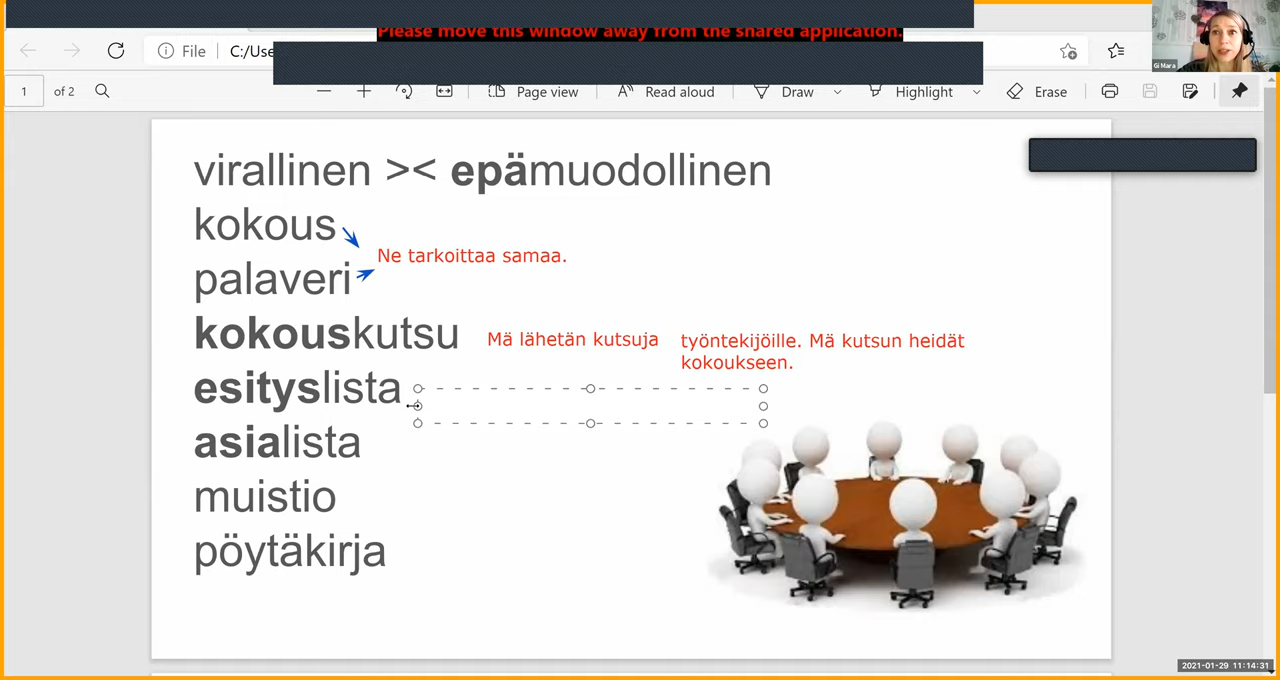 Please move this window away from the shared application.
File C:/Use
Gi Mara
1 of 2 Page view Read aloud Draw Highlight Erase
virallinen >< epämuodollinen
kokous
Ne tarkoittaa samaa.
palaveri
kokouskutsu Mä lähetän kutsuja työntekijöille. Mä kutsun heidät
kokoukseen.
esityslista
asialista
muistio
pöytäkirja
2021-01-29 11:14:31